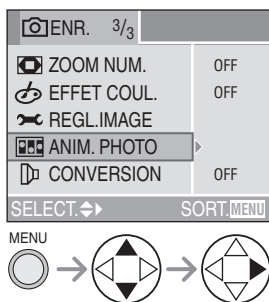 ENR. 3/3
ZOOM NUM. OFF
EFFET COUL. OFF
REGL.IMAGE
ANIM. PHOTO
CONVERSION OFF
SELECT. SORT.MENU
MENU